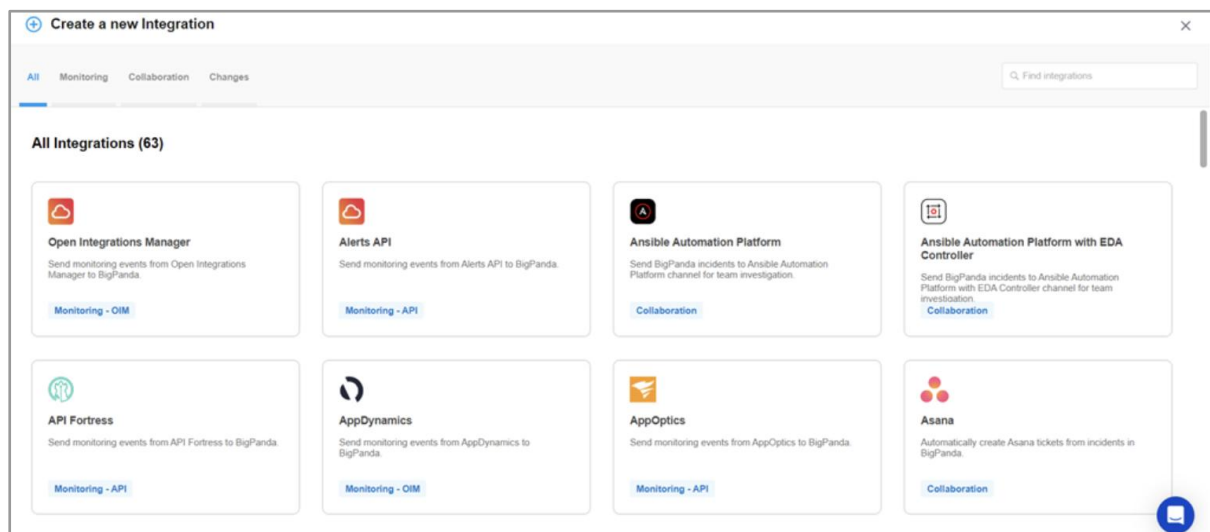 Create a new Integration
All Monitoring Collaboration Changes
Find integrations
All Integrations (63)
Open Integrations Manager
Send monitoring events from Open Integrations
Manager to BigPanda.
Monitoring - OIM
Alerts API
Send monitoring events from Alerts API to BigPanda.
Monitoring - API
Ansible Automation Platform
Send BigPanda incidents to Ansible Automation
Platform channel for team investigation.
Collaboration
Ansible Automation Platform with EDA
Controller
Send BigPanda incidents to Ansible Automation
Platform with EDA Controller channel for team
investigation.
Collaboration
API Fortress
Send monitoring events from API Fortress to BigPanda.
Monitoring - API
AppDynamics
Send monitoring events from AppDynamics to
BigPanda.
Monitoring - OIM
AppOptics
Send monitoring events from AppOptics to BigPanda.
Monitoring - API
Asana
Automatically create Asana tickets from incidents in
BigPanda.
Collaboration